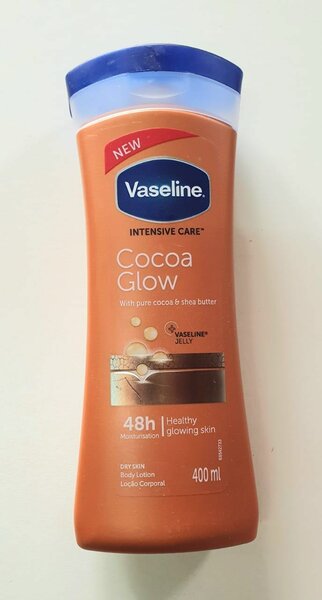 NEW
Vaseline®
INTENSIVE CARE™
Cocoa
Glow
With pure cocoa & shea butter
VASELINE®
JELLY
48h
Moisturisation
Healthy
glowing skin
DRY SKIN
Body Lotion
Loção Corporal
400 ml